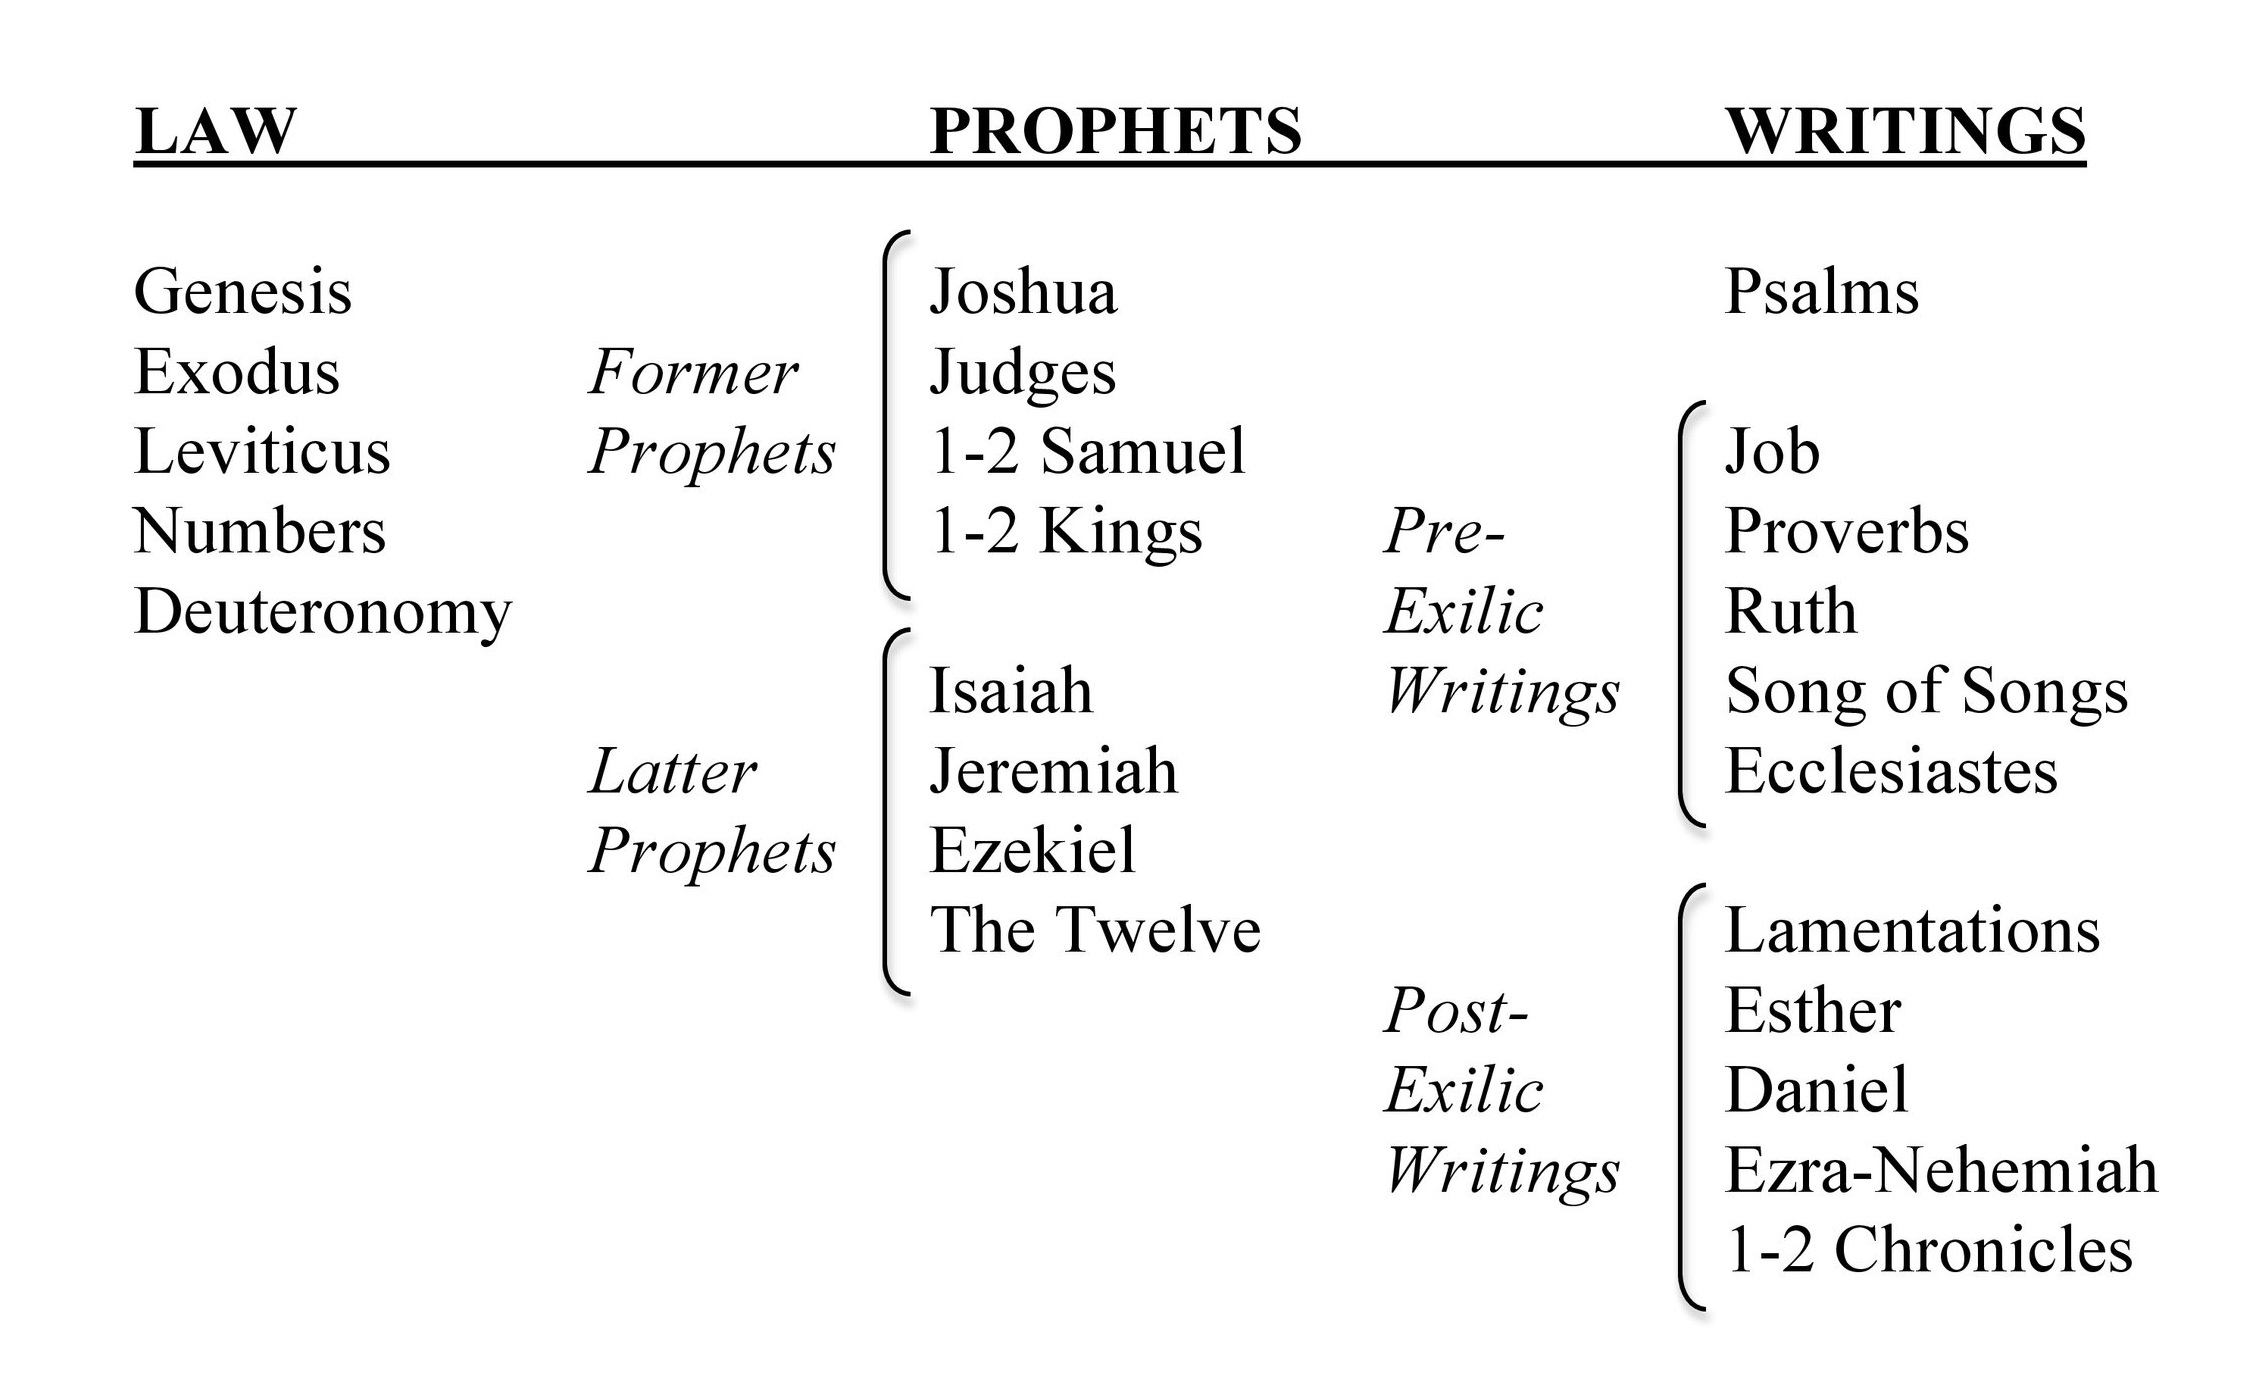 LAW PROPHETS WRITINGS
Genesis Joshua Psalms
Exodus Former Judges
Leviticus Prophets 1-2 Samuel Job
Numbers 1-2 Kings Pre- Proverbs
Deuteronomy Exilic Ruth
Isaiah Writings Song of Songs
Latter Jeremiah Ecclesiastes
Prophets Ezekiel
The Twelve Lamentations
Post- Esther
Exilic Daniel
Writings Ezra-Nehemiah
1-2 Chronicles